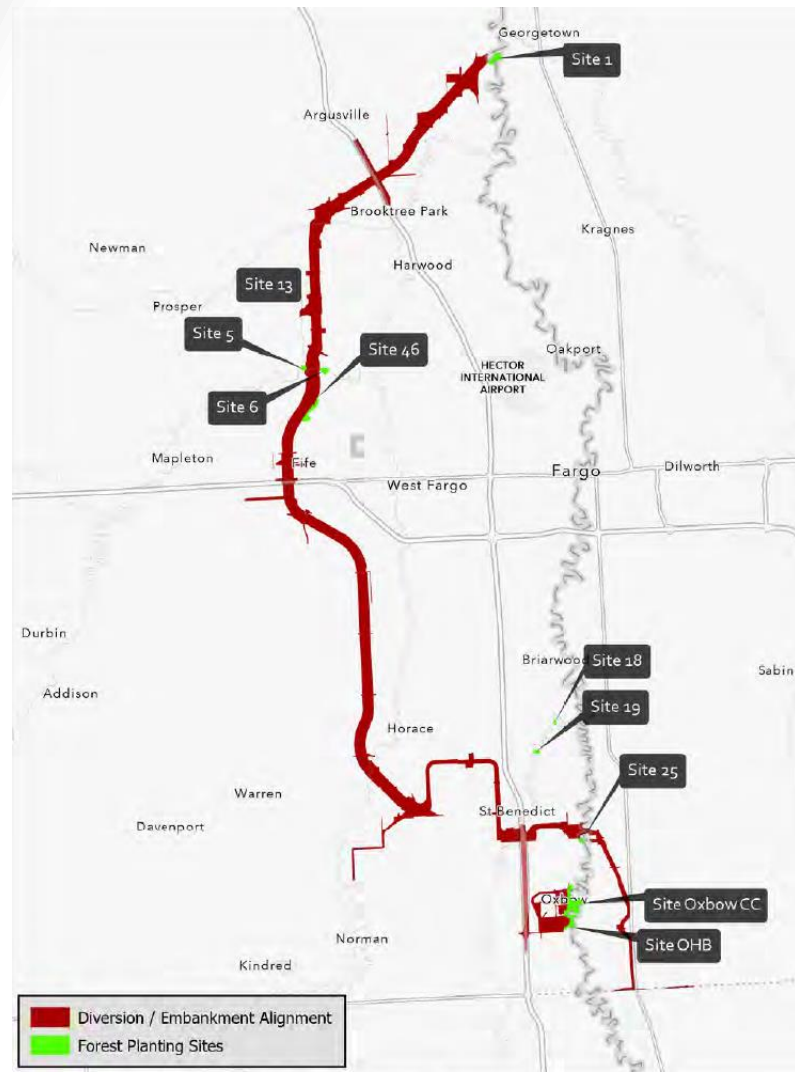 Georgetown
Site 1
Argusville
Brooktree Park
Kragnes
Newman
Harwood
Site 13
Prosper
Site 5
Site 46
Oakport
HECTOR
INTERNATIONAL
AIRPORT
Site 6
Mapleton
Fife
West Fargo
Fargo
Dilworth
Durbin
Briarwood
Site 18
Sabin
Addison
Site 19
Horace
Site 25
Warren
St Benedict
Davenport
Oxbow
Site Oxbow CC
Norman
Site OHB
Kindred
Diversion / Embankment Alignment
Forest Planting Sites